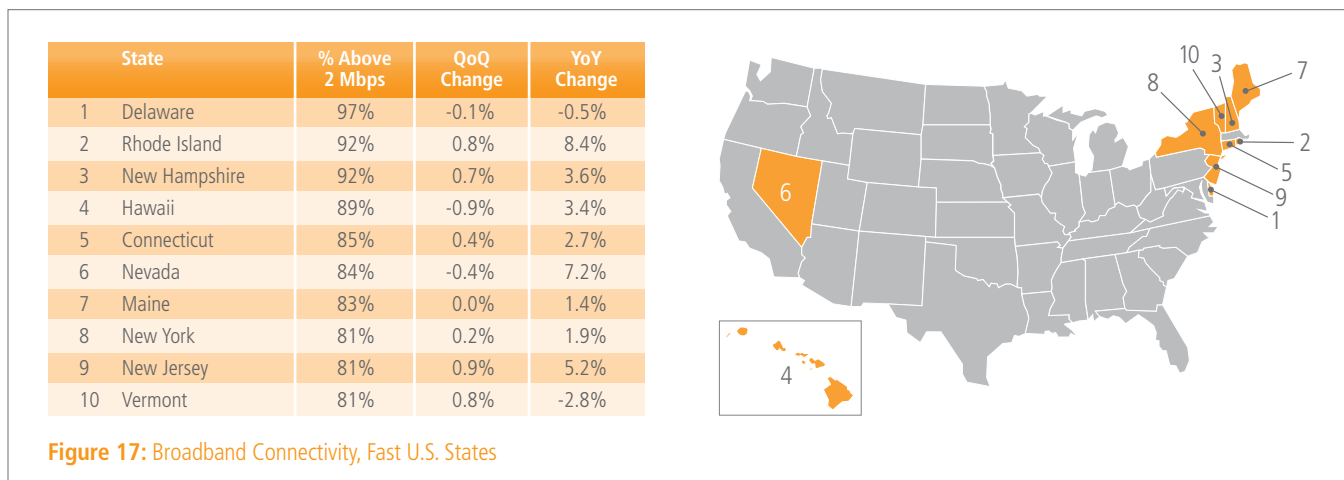 State % Above 2 Mbps QoQ Change YoY Change
1 Delaware 97% -0.1% -0.5%
2 Rhode Island 92% 0.8% 8.4%
3 New Hampshire 92% 0.7% 3.6%
4 Hawaii 89% -0.9% 3.4%
5 Connecticut 85% 0.4% 2.7%
6 Nevada 84% -0.4% 7.2%
7 Maine 83% 0.0% 1.4%
8 New York 81% 0.2% 1.9%
9 New Jersey 81% 0.9% 5.2%
10 Vermont 81% 0.8% -2.8%
Figure 17: Broadband Connectivity, Fast U.S. States
10
3
7
8
2
5
9
1
6
4